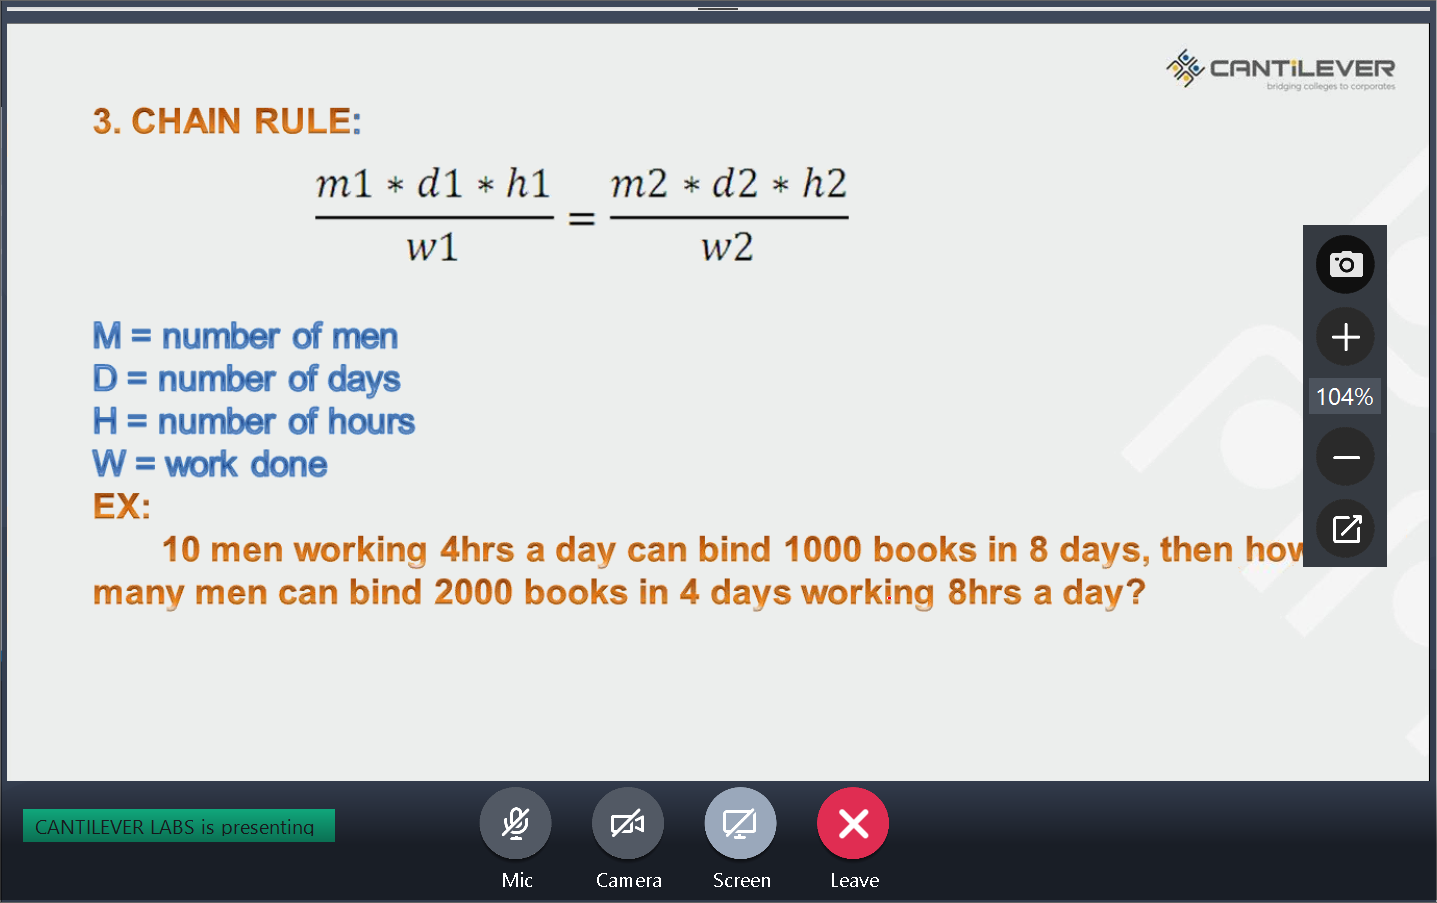 CANTiLEVER
bridging colleges to corporates
3. CHAIN RULE:
m1 * d1 * h1 / w1 = m2 * d2 * h2 / w2
M = number of men
D = number of days
H = number of hours
W = work done
EX:
10 men working 4hrs a day can bind 1000 books in 8 days, then
many men can bind 2000 books in 4 days working 8hrs a day?
104%
CANTILEVER LABS is presenting
Mic
Camera
Screen
Leave